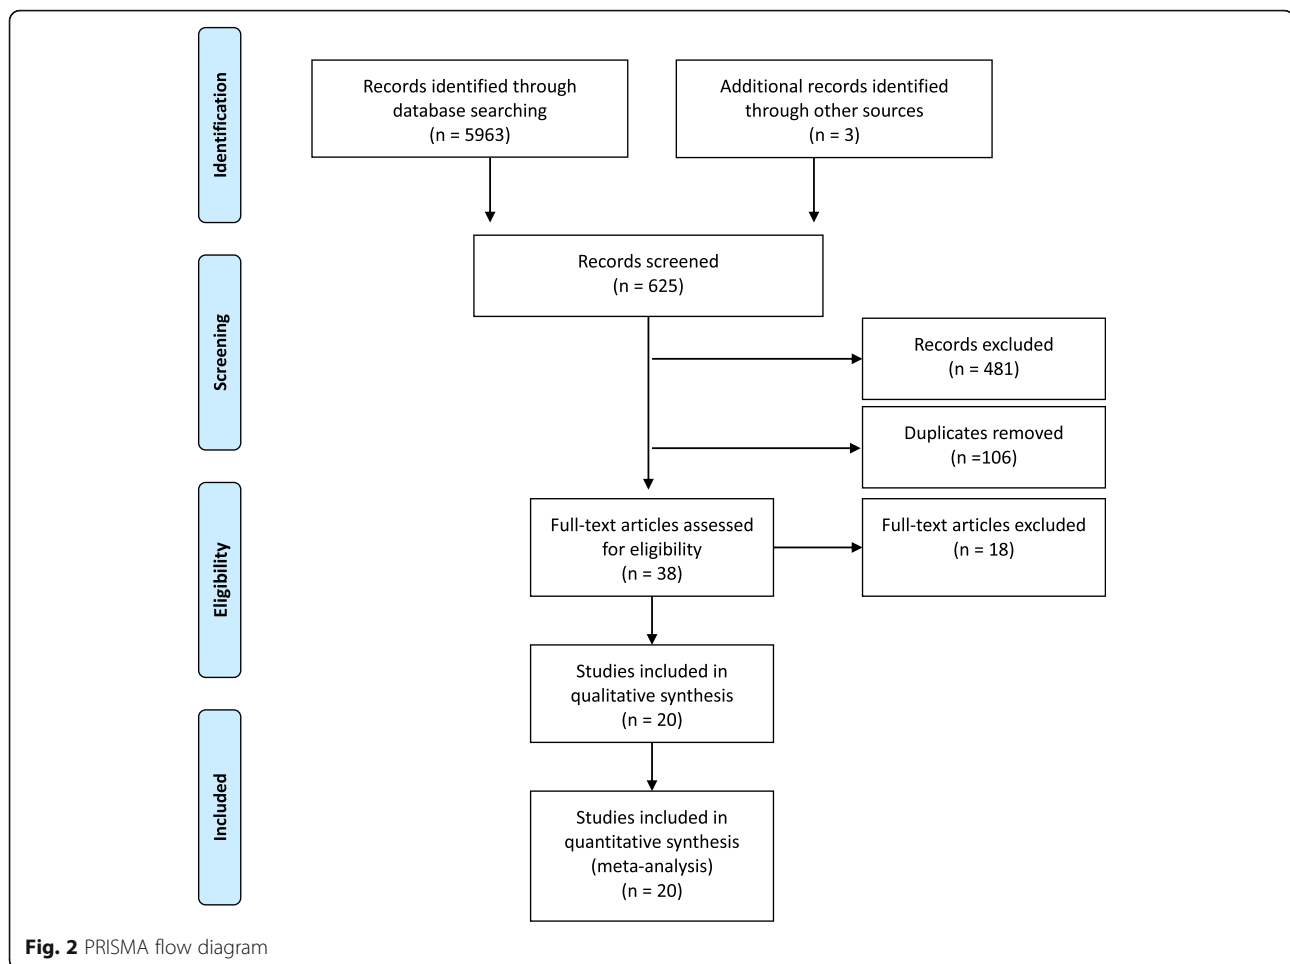 Identification
Records identified through
database searching
(n = 5963)
Additional records identified
through other sources
(n = 3)
Screening
Records screened
(n = 625)
Records excluded
(n = 481)
Duplicates removed
(n =106)
Eligibility
Full-text articles assessed
for eligibility
(n = 38)
Full-text articles excluded
(n = 18)
Studies included in
qualitative synthesis
(n = 20)
Included
Studies included in
quantitative synthesis
(meta-analysis)
(n = 20)
Fig. 2 PRISMA flow diagram